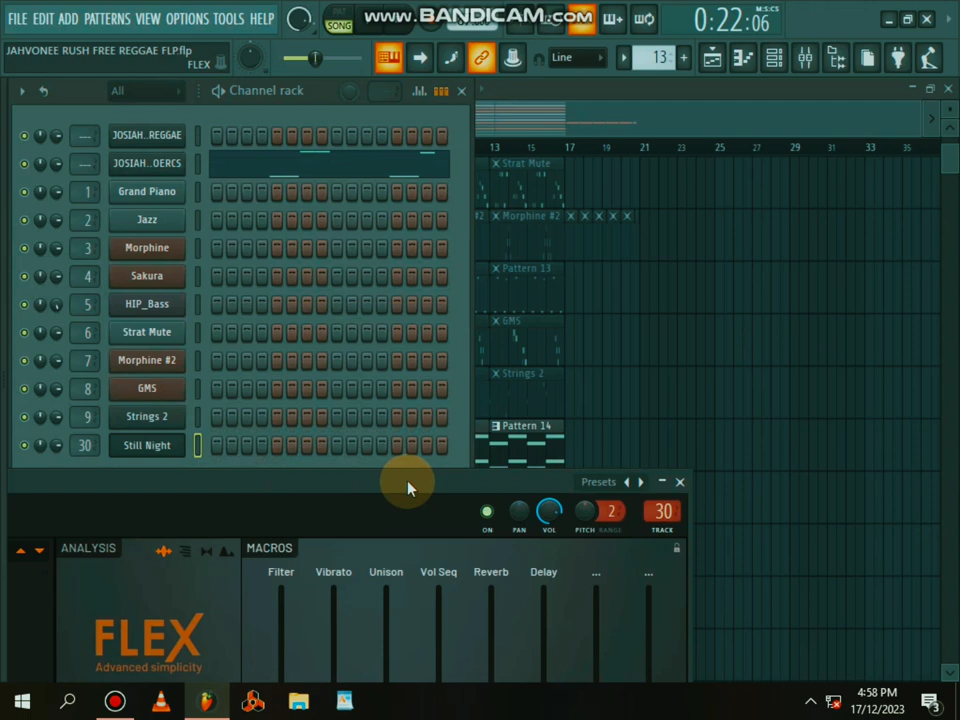 FILE EDIT ADD PATTERNS VIEW OPTIONS TOOLS HELP
PAT
SONG
www.BANDICAM.com
0:22:06
M:S:CS
JAHVONEE RUSH FREE REGGAE FLP.flp
FLEX
Line
13
All
Channel rack
13 15 17 19 21 23 25 27 29 31 33 35
--- JOSIAH..REGGAE
--- JOSIAH..OERCS
1 Grand Piano
2 Jazz
3 Morphine
4 Sakura
5 HIP_Bass
6 Strat Mute
7 Morphine #2
8 GMS
9 Strings 2
30 Still Night
Strat Mute
#2 Morphine #2
Pattern 13
GMS
Strings 2
Pattern 14
Presets
2
30
ON PAN VOL PITCH RANGE TRACK
ANALYSIS
MACROS
Filter Vibrato Unison Vol Seq Reverb Delay ... ...
FLEX
Advanced simplicity
4:58 PM
17/12/2023
3